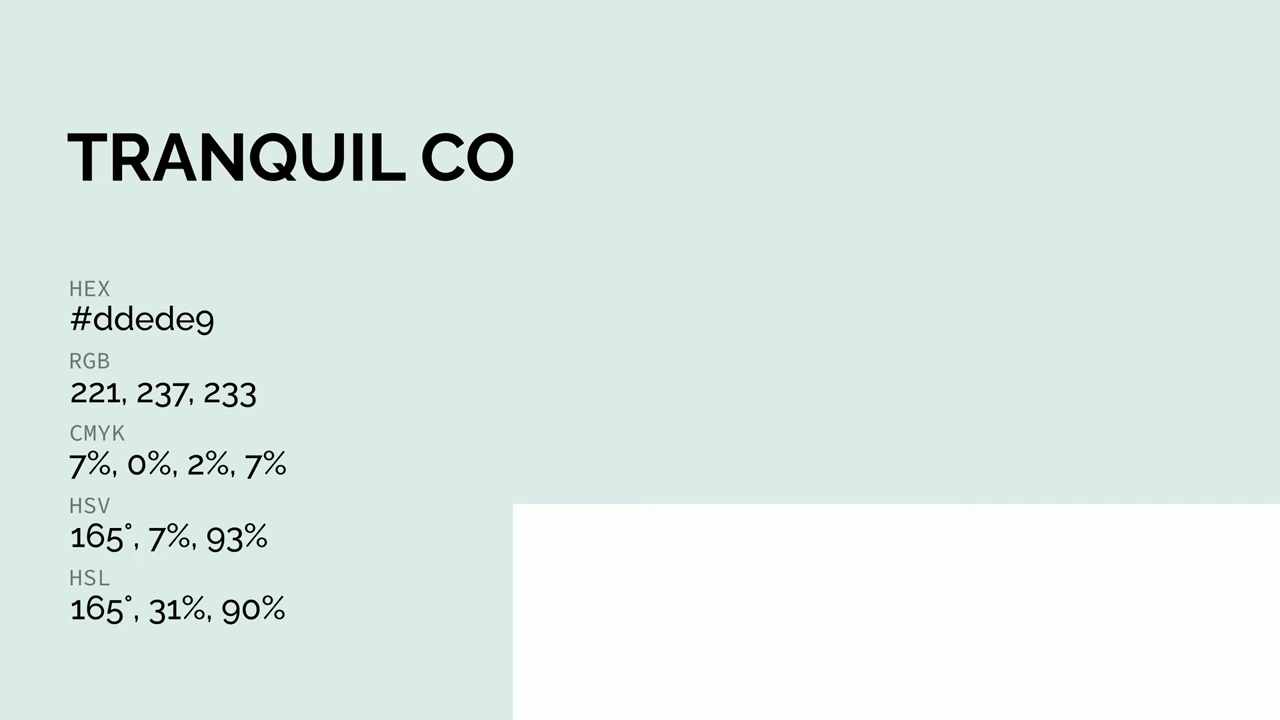 TRANQUIL CO
HEX
#ddede9
RGB
221, 237, 233
CMYK
7%, 0%, 2%, 7%
HSV
165°, 7%, 93%
HSL
165°, 31%, 90%